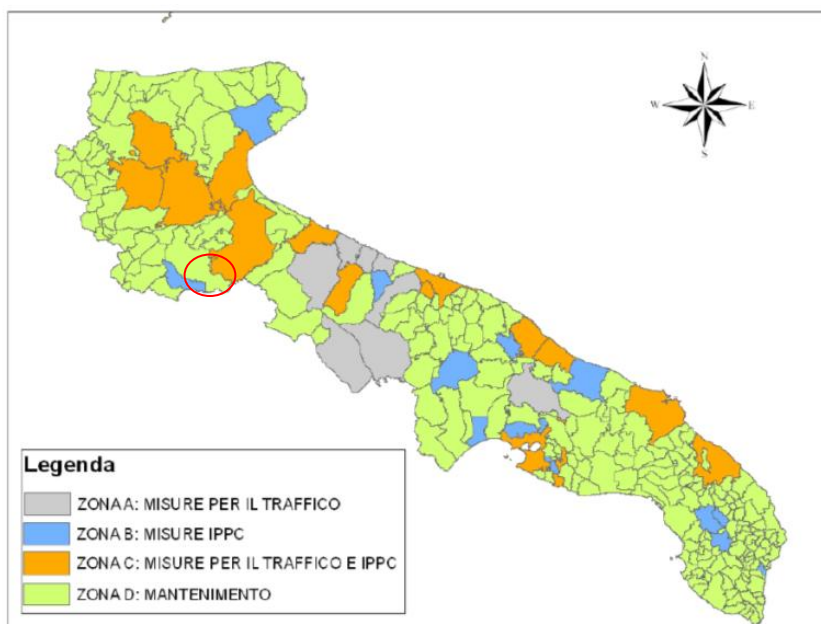 N
W
E
S
Legenda
ZONA A: MISURE PER IL TRAFFICO
ZONA B: MISURE IPPC
ZONA C: MISURE PER IL TRAFFICO E IPPC
ZONA D: MANTENIMENTO